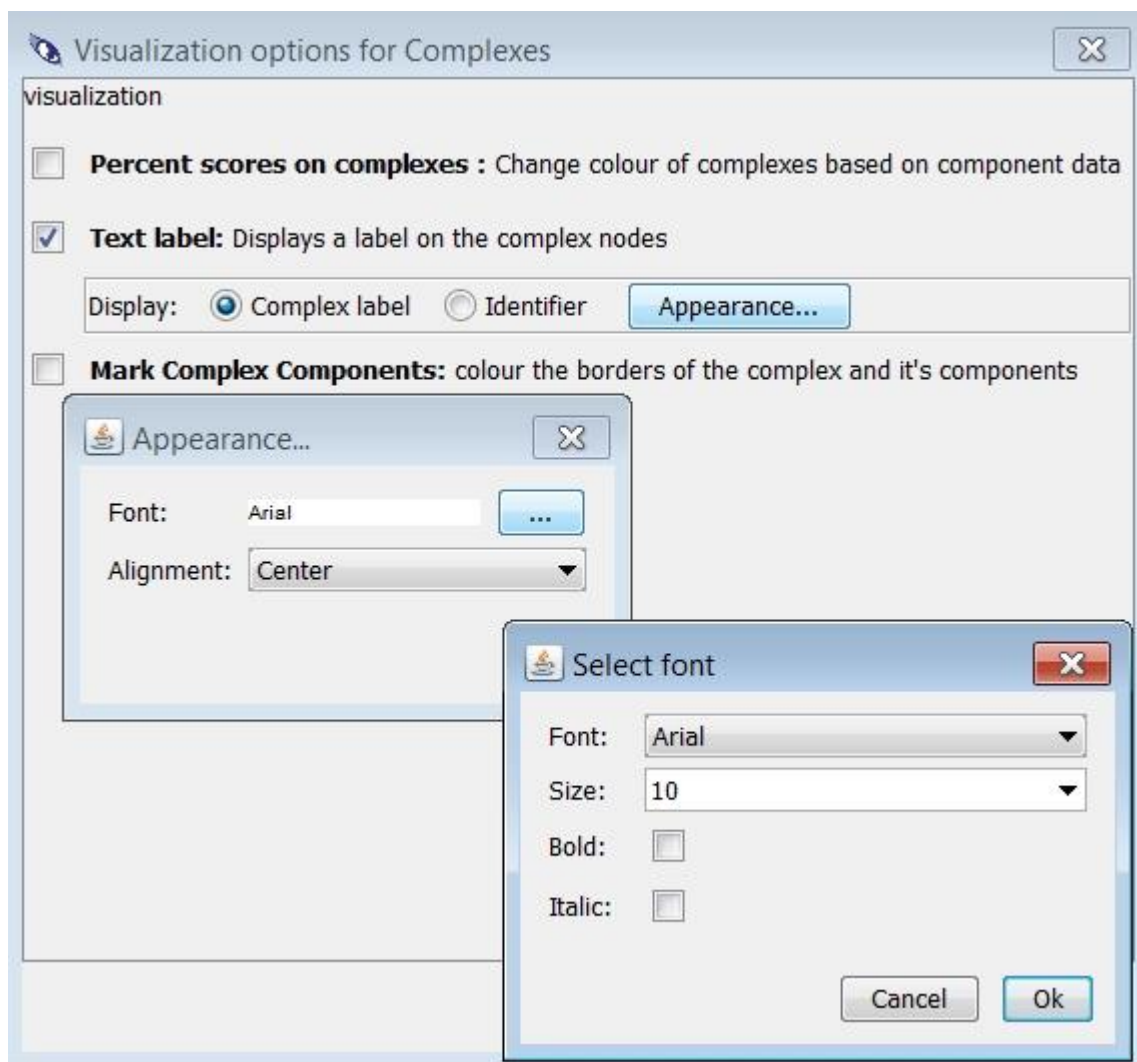 Visualization options for Complexes
visualization
Percent scores on complexes : Change colour of complexes based on component data
Text label: Displays a label on the complex nodes
Display: Complex label Identifier Appearance...
Mark Complex Components: colour the borders of the complex and it's components
Appearance...
Font: Arial ...
Alignment: Center
Select font
Font: Arial
Size: 10
Bold:
Italic:
Cancel Ok